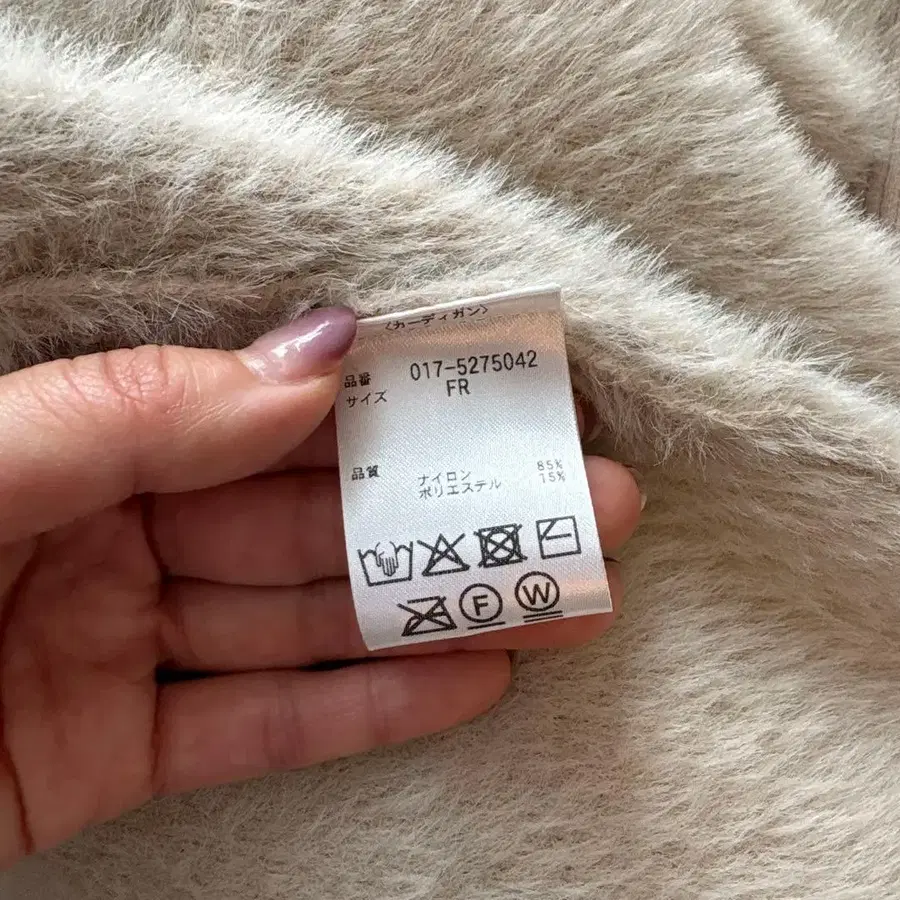 〈カーディガン〉
品番 017-5275042
サイズ FR
品質 ナイロン 85%
ポリエステル 15%
F W